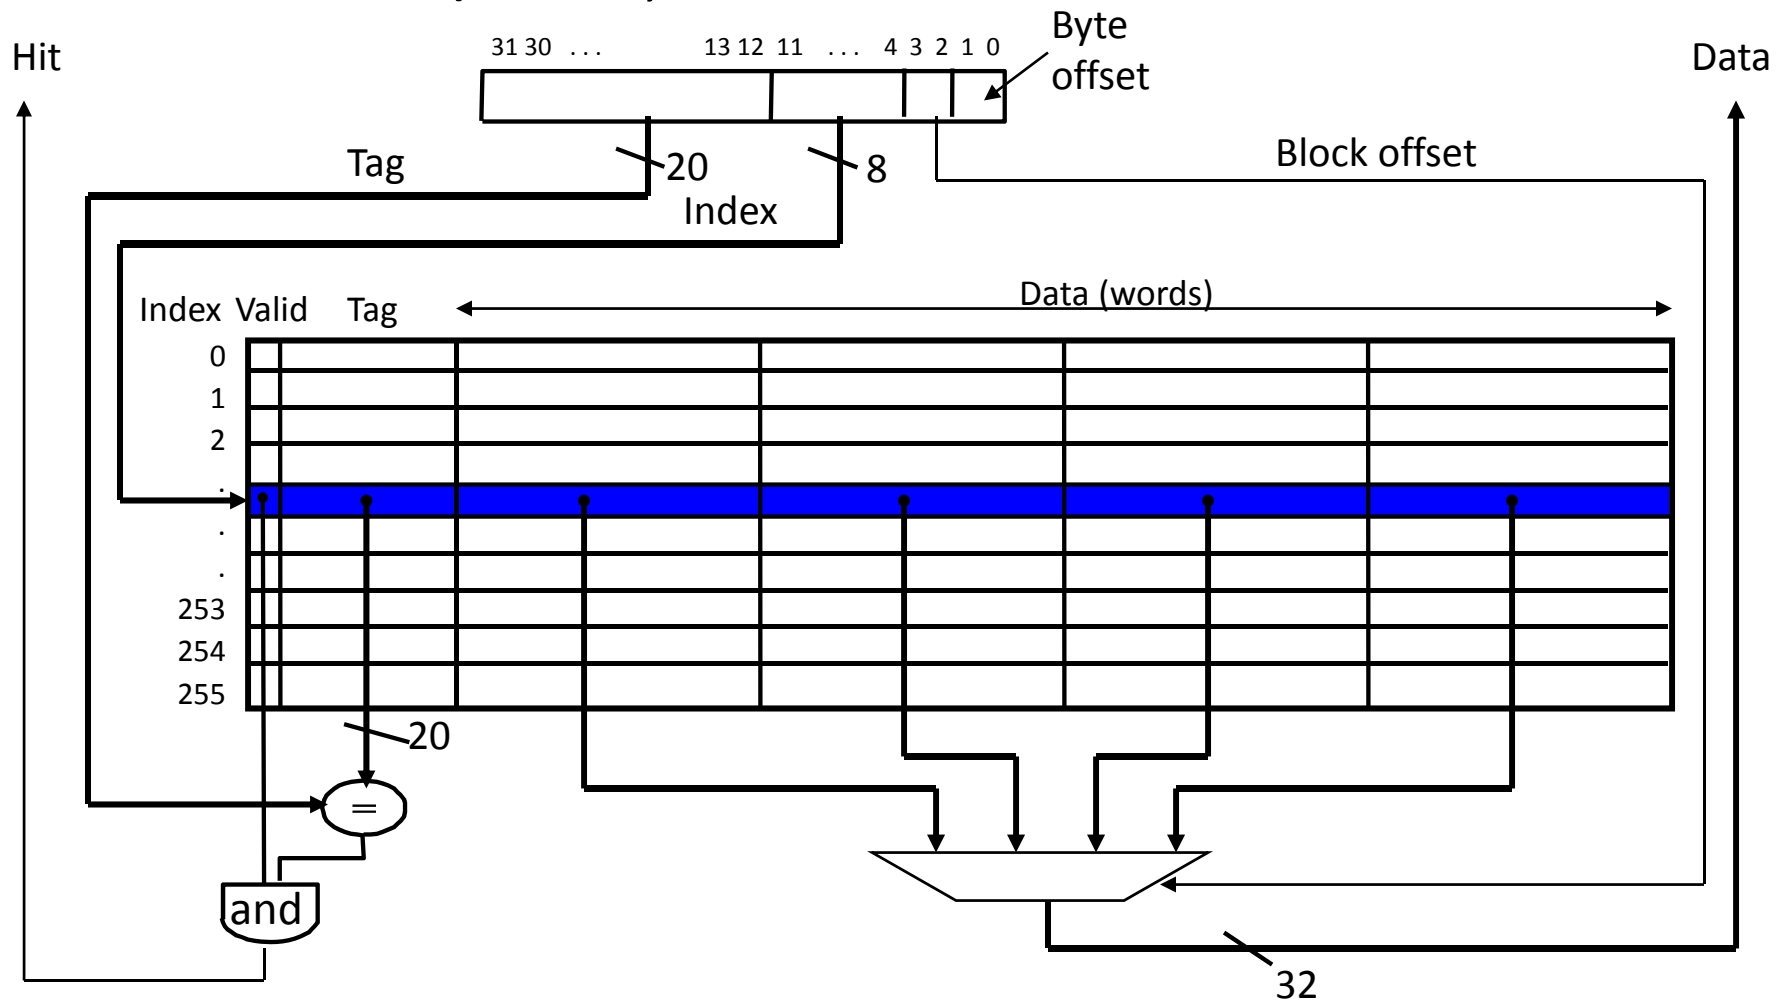 Hit
31 30 ... 13 12 11 ... 4 3 2 1 0
Byte
offset
Data
Tag
20
8
Block offset
Index
Index Valid Tag
Data (words)
0
1
2
.
.
.
253
254
255
20
=
and
32